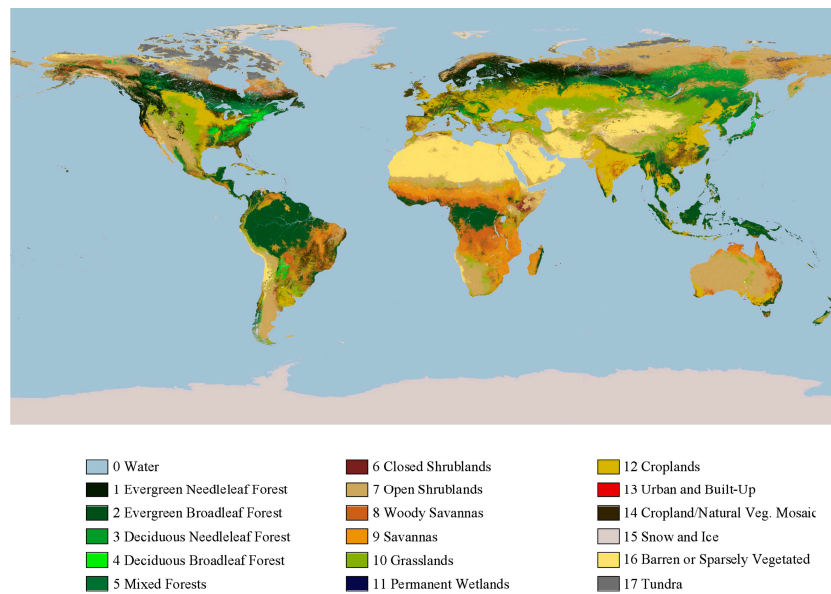 0 Water
1 Evergreen Needleleaf Forest
2 Evergreen Broadleaf Forest
3 Deciduous Needleleaf Forest
4 Deciduous Broadleaf Forest
5 Mixed Forests
6 Closed Shrublands
7 Open Shrublands
8 Woody Savannas
9 Savannas
10 Grasslands
11 Permanent Wetlands
12 Croplands
13 Urban and Built-Up
14 Cropland/Natural Veg. Mosaic
15 Snow and Ice
16 Barren or Sparsely Vegetated
17 Tundra